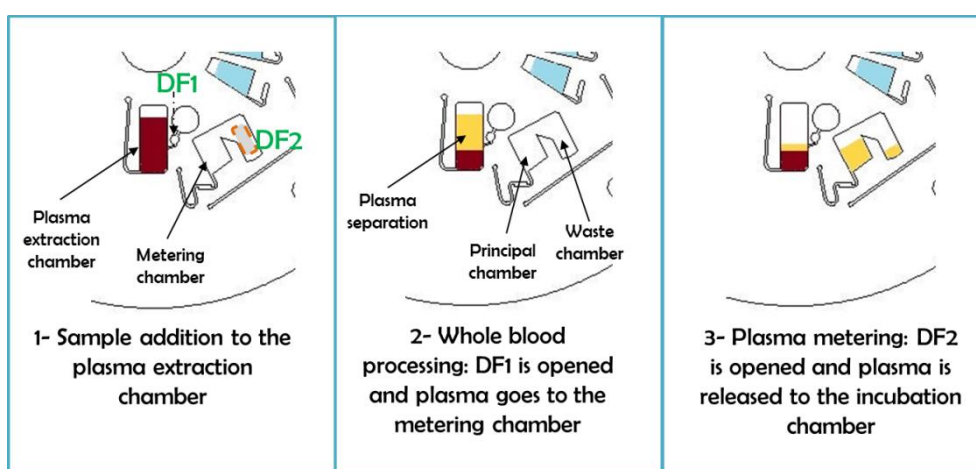 DF1
DF2
Plasma
extraction
chamber
Metering
chamber
1- Sample addition to the
plasma extraction
chamber
Plasma
separation
Principal
chamber
Waste
chamber
2- Whole blood
processing: DF1 is opened
and plasma goes to the
metering chamber
3- Plasma metering: DF2
is opened and plasma is
released to the incubation
chamber